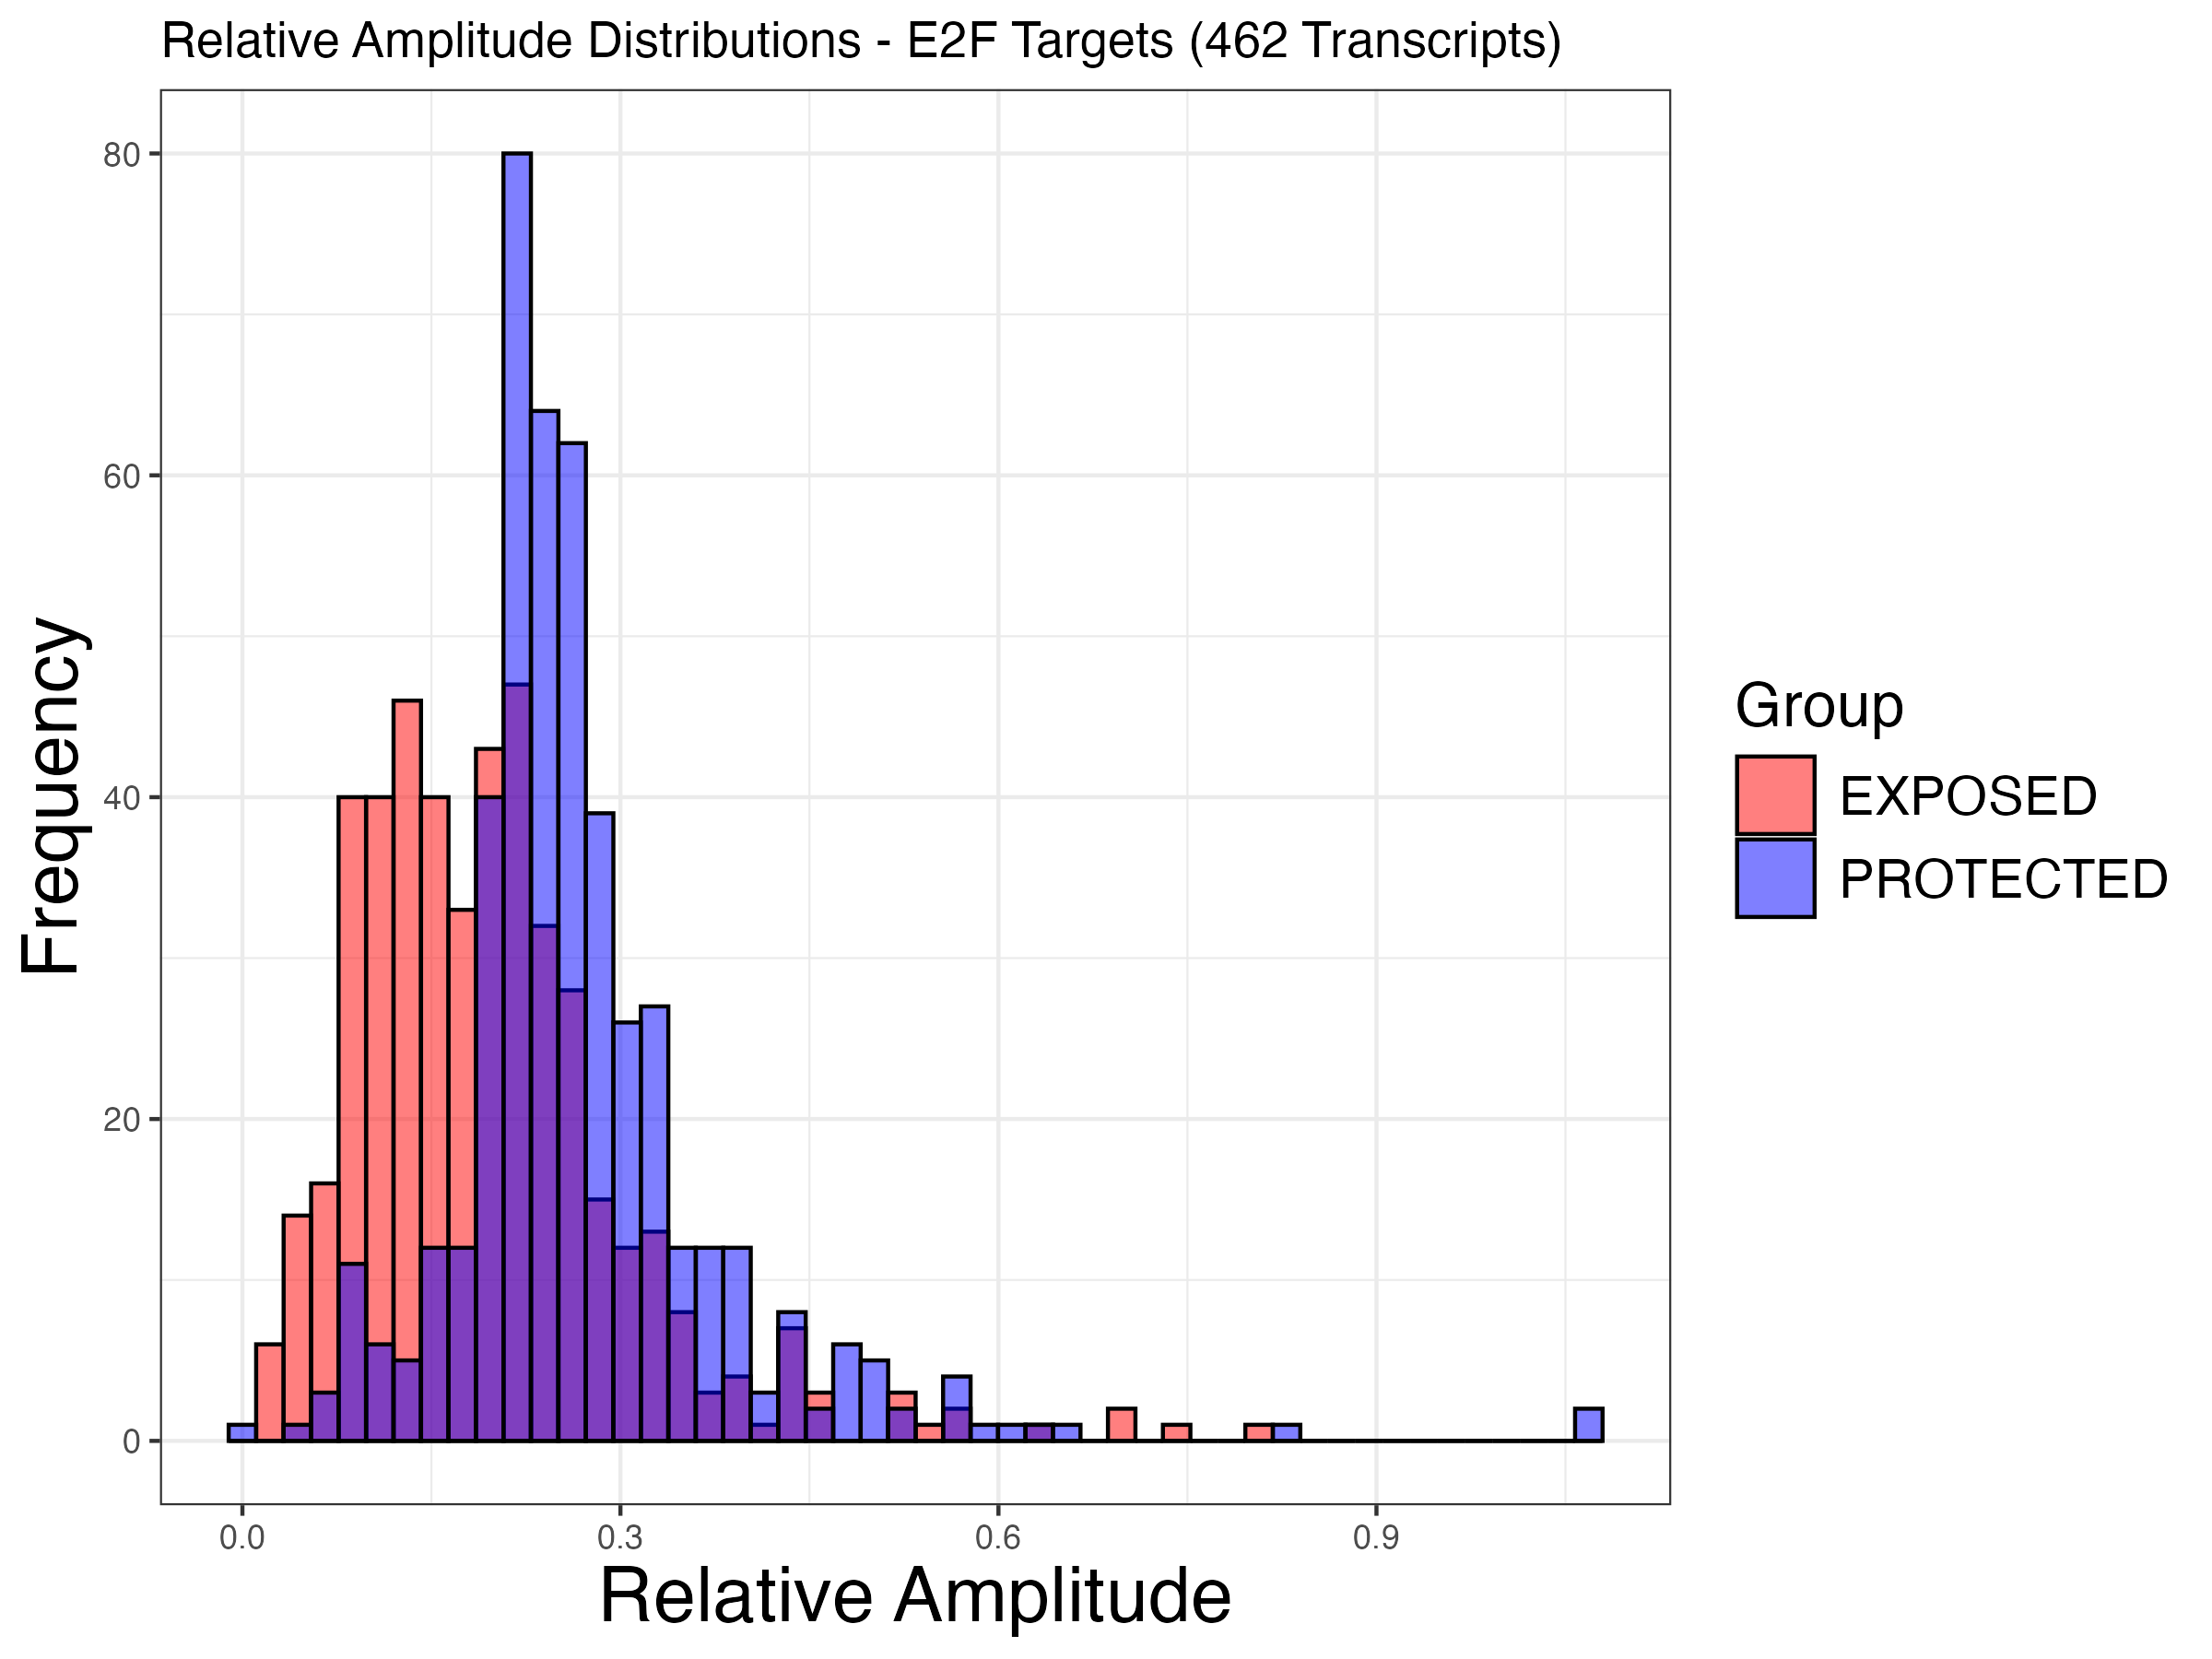 Relative Amplitude Distributions - E2F Targets (462 Transcripts)
80
60
40
20
0
Frequency
0.0 0.3 0.6 0.9
Relative Amplitude
Group
EXPOSED
PROTECTED